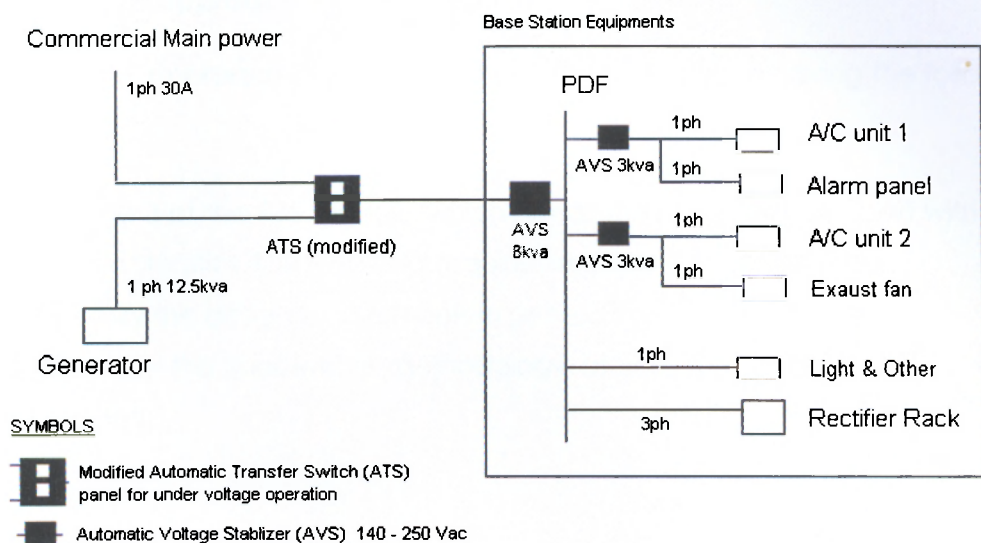 Base Station Equipments
Commercial Main power
1ph 30A
PDF
1ph
A/C unit 1
AVS 3kva
1ph
Alarm panel
ATS (modified)
AVS
8kva
1ph
A/C unit 2
AVS 3kva
1ph
Exaust fan
1 ph 12.5kva
Generator
1ph
Light & Other
3ph
Rectifier Rack
SYMBOLS
Modified Automatic Transfer Switch (ATS)
panel for under voltage operation
Automatic Voltage Stablizer (AVS) 140 - 250 Vac